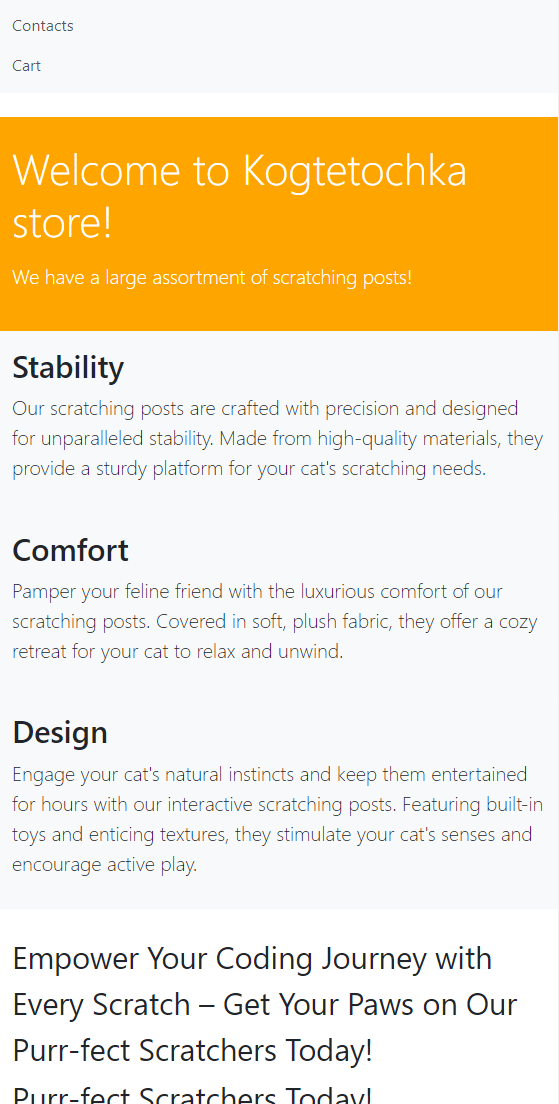 Contacts
Cart
Welcome to Kogtetochka
store!
We have a large assortment of scratching posts!
Stability
Our scratching posts are crafted with precision and designed
for unparalleled stability. Made from high-quality materials, they
provide a sturdy platform for your cat's scratching needs.
Comfort
Pamper your feline friend with the luxurious comfort of our
scratching posts. Covered in soft, plush fabric, they offer a cozy
retreat for your cat to relax and unwind.
Design
Engage your cat's natural instincts and keep them entertained
for hours with our interactive scratching posts. Featuring built-in
toys and enticing textures, they stimulate your cat's senses and
encourage active play.
Empower Your Coding Journey with
Every Scratch – Get Your Paws on Our
Purr-fect Scratchers Today!
Purr-fect Scratchers Today!